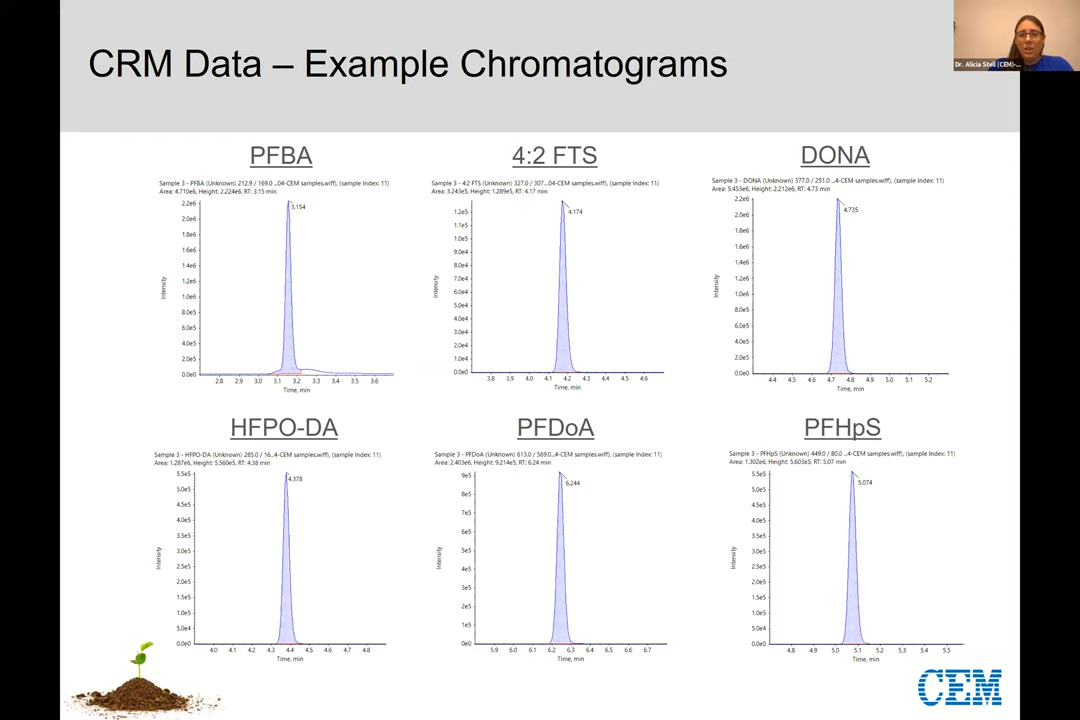 CRM Data – Example Chromatograms
Dr. Alicia Stell (CEM)-...
PFBA
Sample 3 - PFBA (Unknown) 212.9 / 169.0 ...04-CEM samples.wiff), (sample Index: 11)
Area: 4.710e6, Height: 2.224e6, RT: 3.15 min
3.154
2.2e6
2.0e6
1.8e6
1.6e6
1.4e6
1.2e6
1.0e6
8.0e5
6.0e5
4.0e5
2.0e5
0.0e0
Intensity
2.8 2.9 3.0 3.1 3.2 3.3 3.4 3.5 3.6
Time, min
4:2 FTS
Sample 3 - 4:2 FTS (Unknown) 327.0 / 307...04-CEM samples.wiff), (sample Index: 11)
Area: 3.243e5, Height: 1.289e5, RT: 4.17 min
4.174
1.2e5
1.1e5
1.0e5
9.0e4
8.0e4
7.0e4
6.0e4
5.0e4
4.0e4
3.0e4
2.0e4
1.0e4
0.0e0
Intensity
3.8 3.9 4.0 4.1 4.2 4.3 4.4 4.5 4.6
Time, min
DONA
Sample 3 - DONA (Unknown) 377.0 / 251.0 ...4-CEM samples.wiff), (sample Index: 11)
Area: 5.453e6, Height: 2.212e6, RT: 4.73 min
4.735
2.2e6
2.0e6
1.8e6
1.6e6
1.4e6
1.2e6
1.0e6
8.0e5
6.0e5
4.0e5
2.0e5
0.0e0
Intensity
4.4 4.5 4.6 4.7 4.8 4.9 5.0 5.1 5.2
Time, min
HFPO-DA
Sample 3 - HFPO-DA (Unknown) 285.0 / 16...4-CEM samples.wiff), (sample Index: 11)
Area: 1.287e6, Height: 5.560e5, RT: 4.38 min
4.378
5.5e5
5.0e5
4.5e5
4.0e5
3.5e5
3.0e5
2.5e5
2.0e5
1.5e5
1.0e5
5.0e4
0.0e0
Intensity
4.0 4.1 4.2 4.3 4.4 4.5 4.6 4.7 4.8
Time, min
PFDoA
Sample 3 - PFDoA (Unknown) 613.0 / 569.0...4-CEM samples.wiff), (sample Index: 11)
Area: 2.403e6, Height: 9.214e5, RT: 6.24 min
6.244
9e5
8e5
7e5
6e5
5e5
4e5
3e5
2e5
1e5
0e0
Intensity
5.9 6.0 6.1 6.2 6.3 6.4 6.5 6.6 6.7
Time, min
PFHpS
Sample 3 - PFHpS (Unknown) 449.0 / 80.0 ...4-CEM samples.wiff), (sample Index: 11)
Area: 1.302e6, Height: 5.603e5, RT: 5.07 min
5.074
5.5e5
5.0e5
4.5e5
4.0e5
3.5e5
3.0e5
2.5e5
2.0e5
1.5e5
1.0e5
5.0e4
0.0e0
Intensity
4.8 4.9 5.0 5.1 5.2 5.3 5.4 5.5
Time, min
CEM